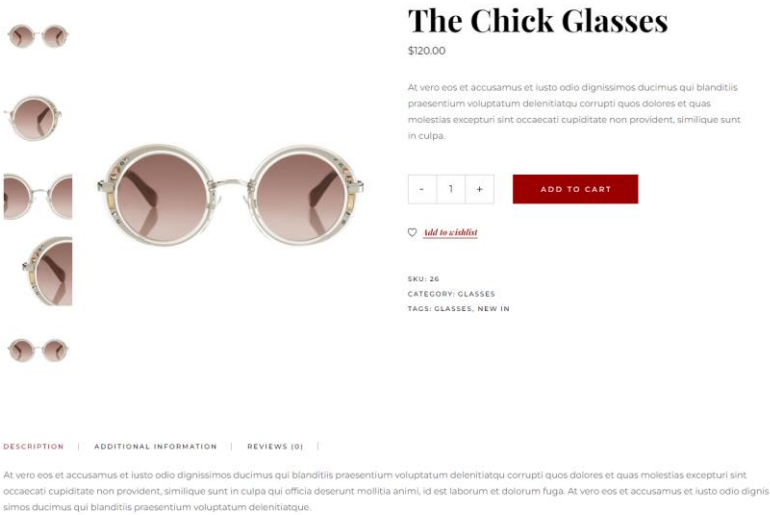 The Chick Glasses
$120.00
At vero eos et accusamus et iusto odio dignissimos ducimus qui blanditiis
praesentium voluptatum delenitiatqu corrupti quos dolores et quas
molestias excepturi sint occaecati cupiditate non provident, similique sunt
in culpa.
- 1 + ADD TO CART
Add to wishlist
SKU: 26
CATEGORY: GLASSES
TAGS: GLASSES, NEW IN
DESCRIPTION | ADDITIONAL INFORMATION | REVIEWS (0) |
At vero eos et accusamus et iusto odio dignissimos ducimus qui blanditiis praesentium voluptatum delenitiatqu corrupti quos dolores et quas molestias excepturi sint
occaecati cupiditate non provident, similique sunt in culpa qui officia deserunt mollitia animi, id est laborum et dolorum fuga. At vero eos et accusamus et iusto odio dignis
simos ducimus qui blanditiis praesentium voluptatum delenitiatque.